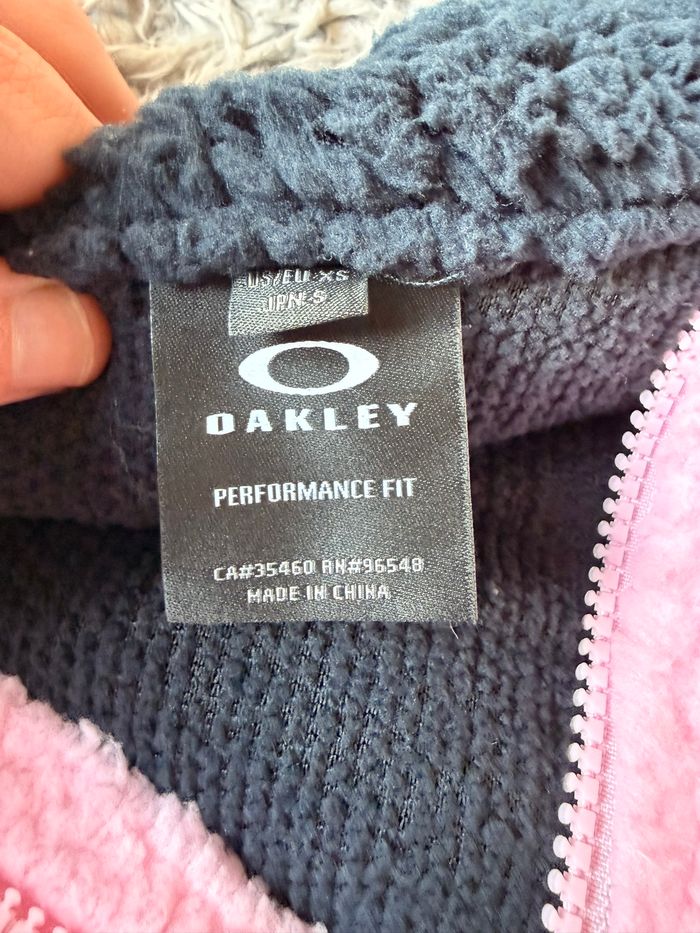 US/EU-XS
JPN-S
OAKLEY
PERFORMANCE FIT
CA#35460 RN#96548
MADE IN CHINA